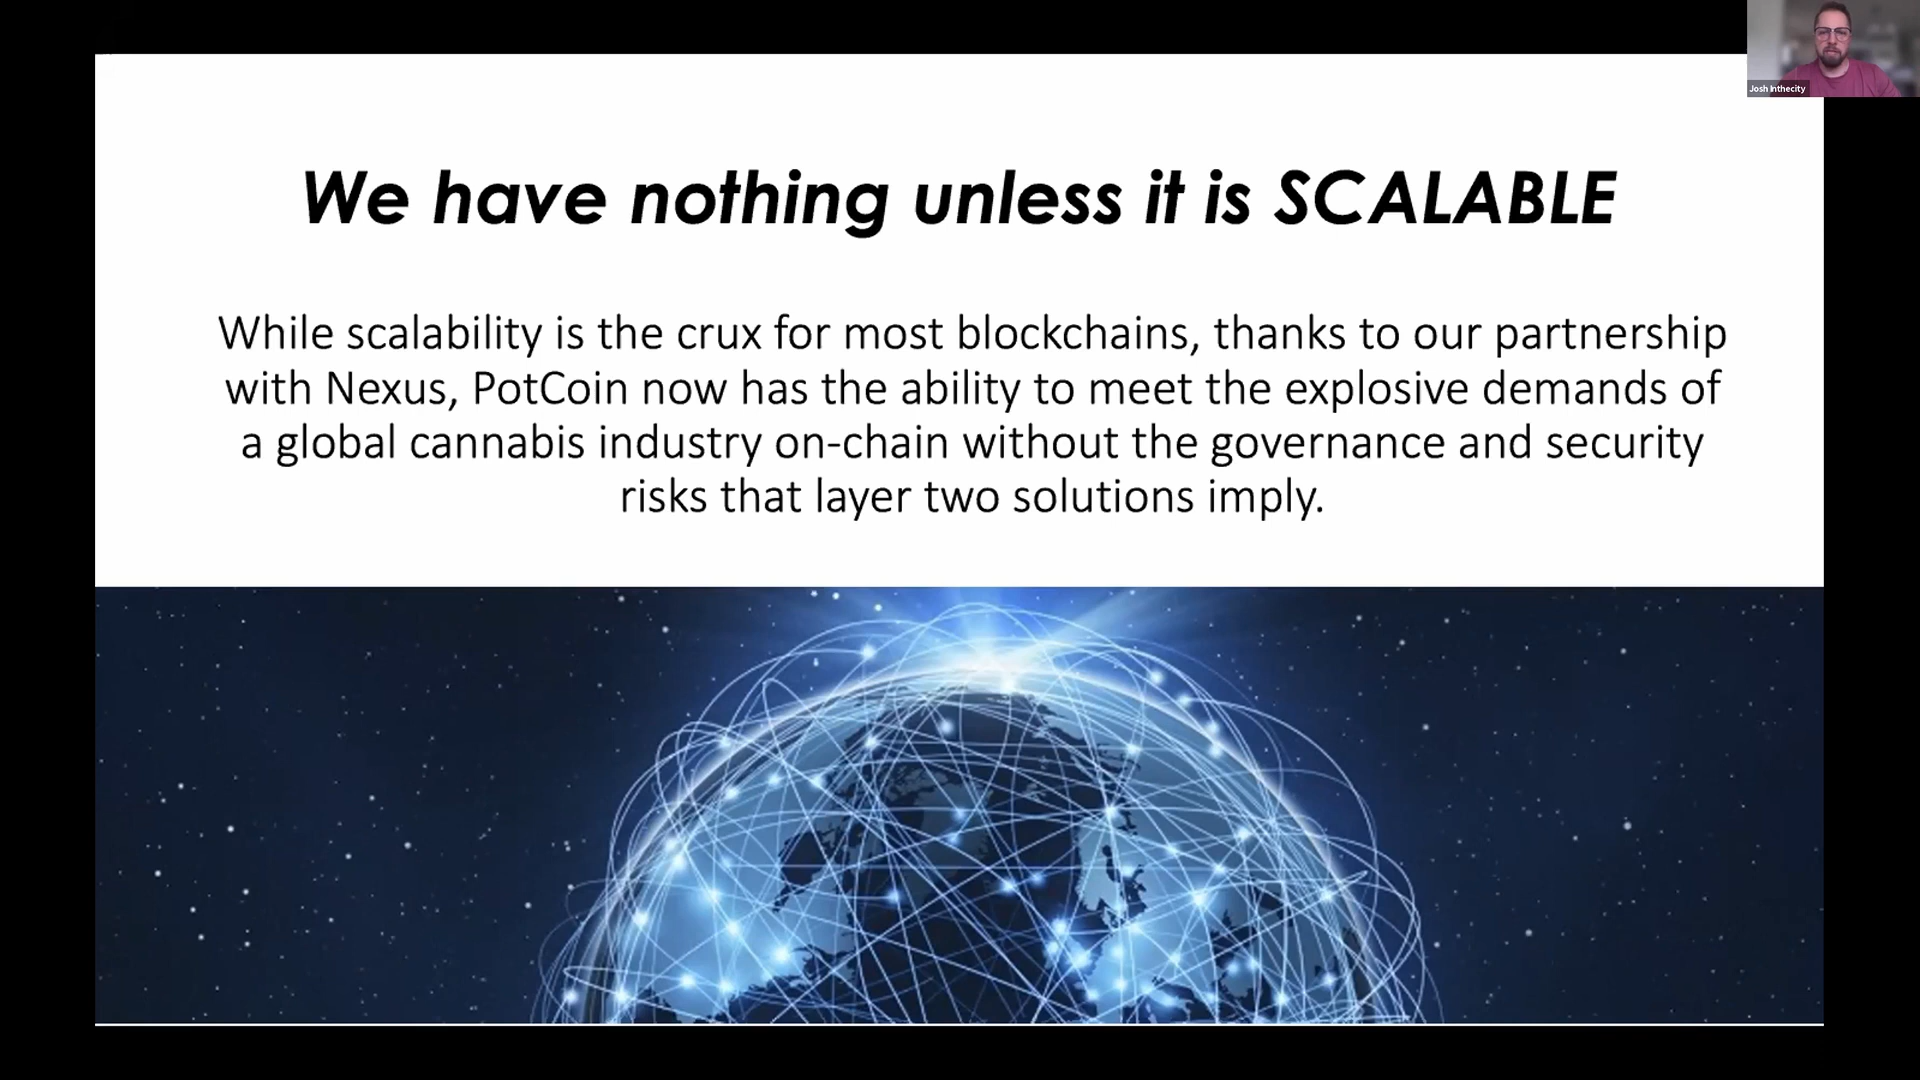 Josh Inthecity
We have nothing unless it is SCALABLE
While scalability is the crux for most blockchains, thanks to our partnership
with Nexus, PotCoin now has the ability to meet the explosive demands of
a global cannabis industry on-chain without the governance and security
risks that layer two solutions imply.